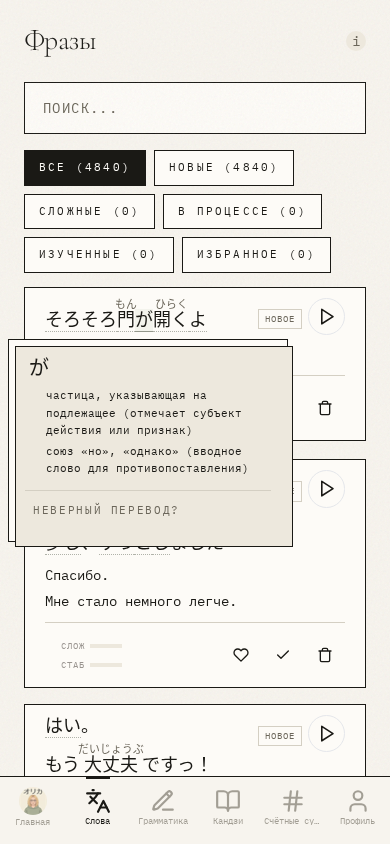 Фразы
i
ПОИСК...
ВСЕ (4840)
НОВЫЕ (4840)
СЛОЖНЫЕ (0)
В ПРОЦЕССЕ (0)
ИЗУЧЕННЫЕ (0)
ИЗБРАННОЕ (0)
もん ひらく
そろそろ門が開くよ
НОВОЕ
が
частица, указывающая на
подлежащее (отмечает субъект
действия или признак)
союз «но», «однако» (вводное
слово для противопоставления)
НЕВЕРНЫЙ ПЕРЕВОД?
Спасибо.
Мне стало немного легче.
СЛОЖ
СТАБ
はい。
НОВОЕ
だいじょうぶ
もう大丈夫ですっ！
オリカ
Главная
Слова
Грамматика
Кандзи
Счётные су…
Профиль